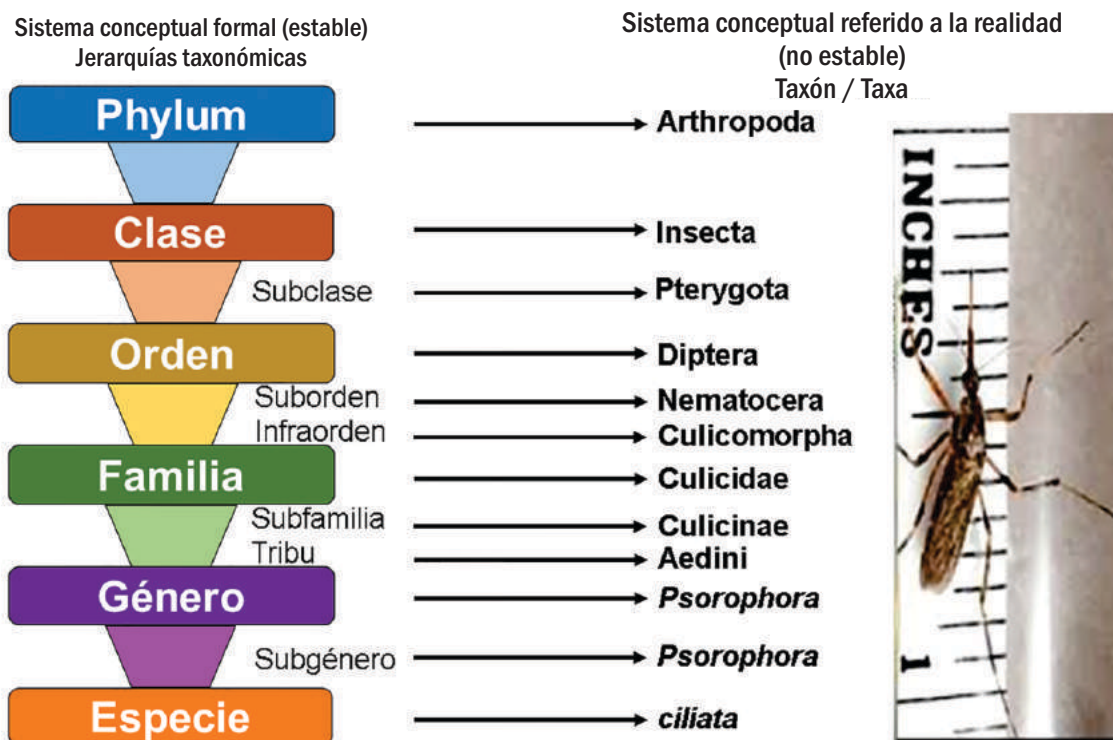 Sistema conceptual formal (estable)
Jerarquías taxonómicas
Sistema conceptual referido a la realidad
(no estable)
Taxón / Taxa
Phylum
Arthropoda
Clase
Insecta
Subclase
Pterygota
Orden
Diptera
Suborden
Nematocera
Infraorden
Culicomorpha
Familia
Culicidae
Subfamilia
Culicinae
Tribu
Aedini
Género
Psorophora
Subgénero
Psorophora
Especie
ciliata
INCHES
1